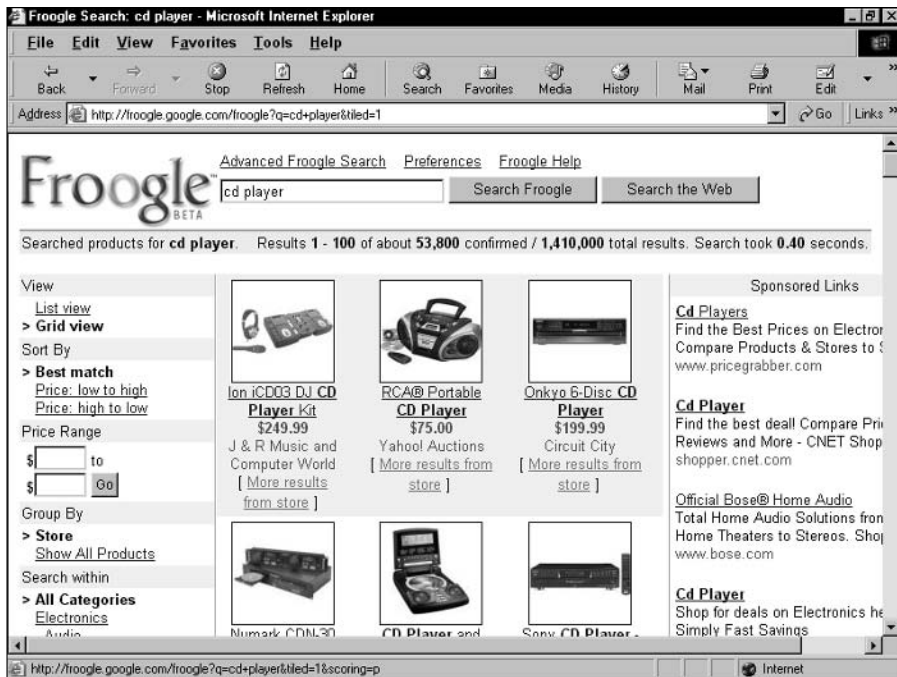 Froogle Search: cd player - Microsoft Internet Explorer
File Edit View Favorites Tools Help
Back Forward Stop Refresh Home Search Favorites Media History Mail Print Edit »
Address http://froogle.google.com/froogle?q=cd+player&tiled=1 Go Links »
Advanced Froogle Search Preferences Froogle Help
Froogle™
BETA
cd player Search Froogle Search the Web
Searched products for cd player. Results 1 - 100 of about 53,800 confirmed / 1,410,000 total results. Search took 0.40 seconds.
View
List view
> Grid view
Sort By
> Best match
Price: low to high
Price: high to low
Price Range
$ to
$ Go
Group By
> Store
Show All Products
Search within
> All Categories
Electronics
Audio
Ion iCD03 DJ CD
Player Kit
$249.99
J & R Music and
Computer World
[ More results
from store ]
RCA® Portable
CD Player
$75.00
Yahoo! Auctions
[ More results from
store ]
Onkyo 6-Disc CD
Player
$199.99
Circuit City
[ More results from
store ]
Numark CDN-30
CD Player and
Sony CD Player -
Sponsored Links
Cd Players
Find the Best Prices on Electron
Compare Products & Stores to S
www.pricegrabber.com
Cd Player
Find the best deal! Compare Pric
Reviews and More - CNET Shop
shopper.cnet.com
Official Bose® Home Audio
Total Home Audio Solutions from
Home Theaters to Stereos. Shop
www.bose.com
Cd Player
Shop for deals on Electronics he
Simply Fast Savings
http://froogle.google.com/froogle?q=cd+player&tiled=1&scoring=p Internet